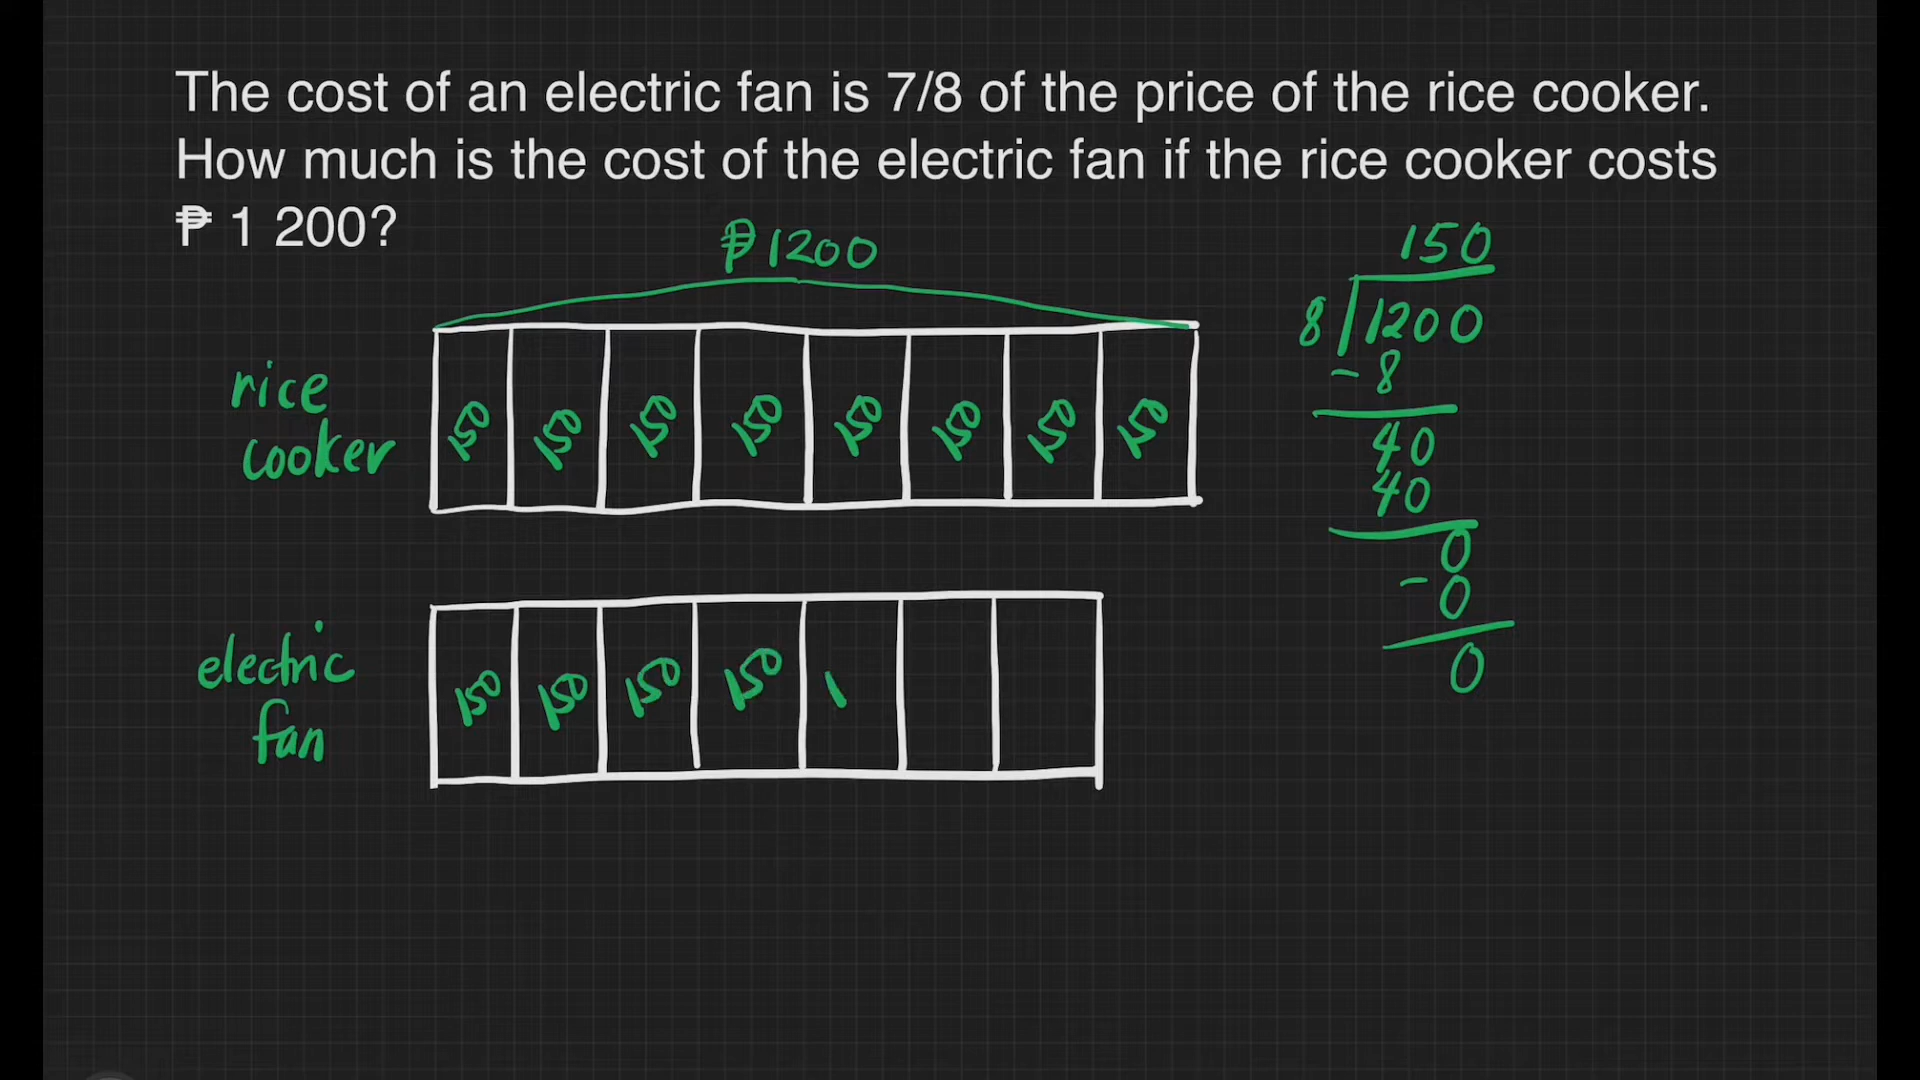 The cost of an electric fan is 7/8 of the price of the rice cooker.
How much is the cost of the electric fan if the rice cooker costs
₱ 1 200?
₱1200
rice
cooker
150 150 150 150 150 150 150 150
electric
fan
150 150 150 150 1
150
8 1200
- 8
40
40
0
- 0
0